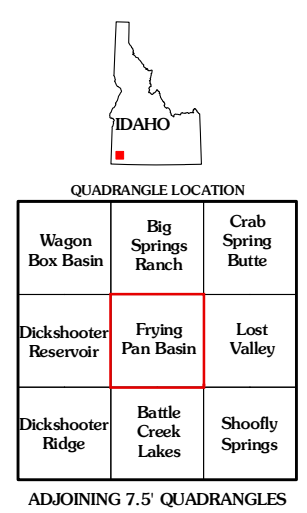 IDAHO
QUADRANGLE LOCATION
Wagon
Box Basin
Big
Springs
Ranch
Crab
Spring
Butte
Dickshooter
Reservoir
Frying
Pan Basin
Lost
Valley
Dickshooter
Ridge
Battle
Creek
Lakes
Shoofly
Springs
ADJOINING 7.5' QUADRANGLES